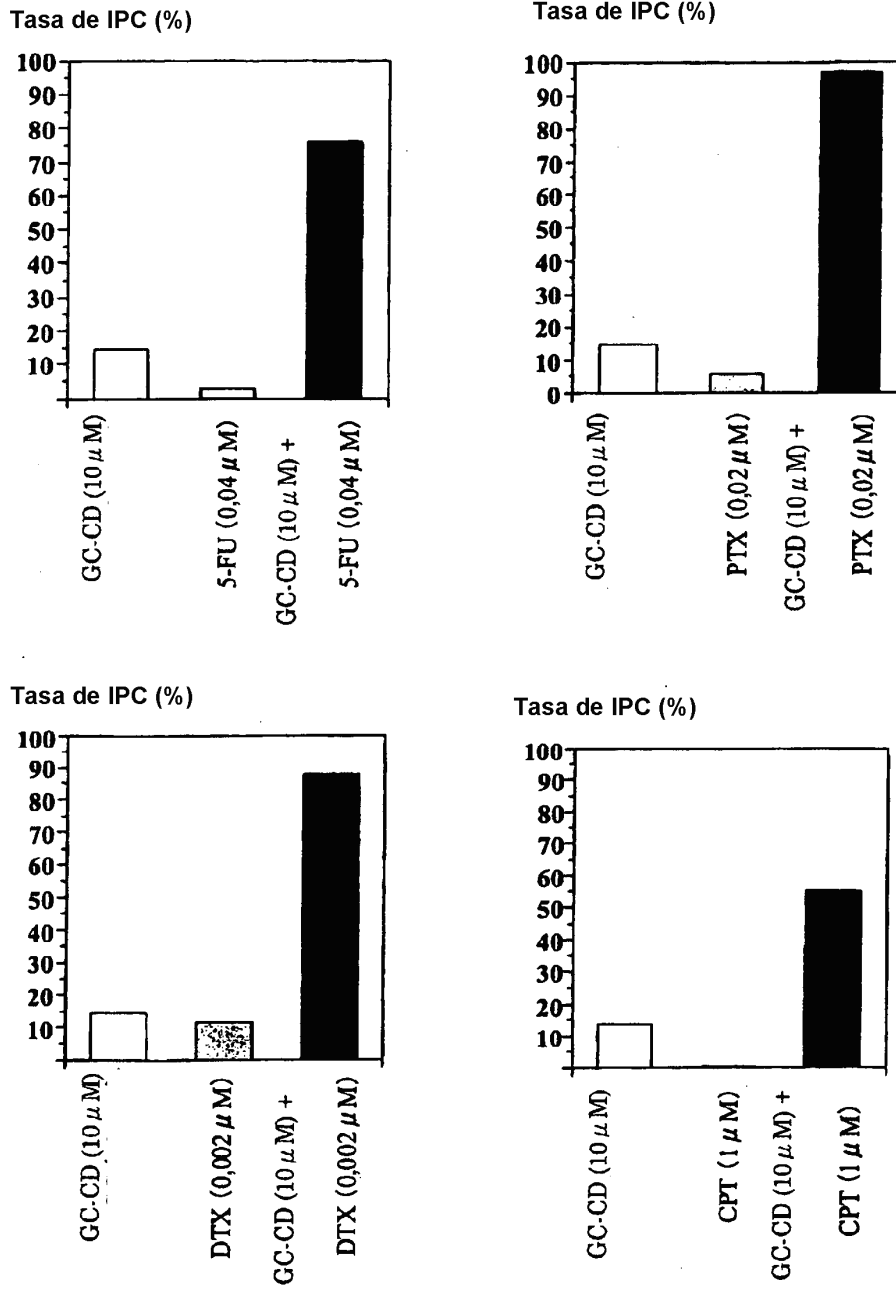 Tasa de IPC (%)
100
90
80
70
60
50
40
30
20
10
GC-CD (10 μM)
5-FU (0,04 μM)
GC-CD (10 μM) +
5-FU (0,04 μM)
Tasa de IPC (%)
100
90
80
70
60
50
40
30
20
10
0
GC-CD (10 μM)
PTX (0,02 μM)
GC-CD (10 μM) +
PTX (0,02 μM)
Tasa de IPC (%)
100
90
80
70
60
50
40
30
20
10
GC-CD (10 μM)
DTX (0,002 μM)
GC-CD (10 μM) +
DTX (0,002 μM)
Tasa de IPC (%)
100
90
80
70
60
50
40
30
20
10
GC-CD (10 μM)
CPT (1 μM)
GC-CD (10 μM) +
CPT (1 μM)